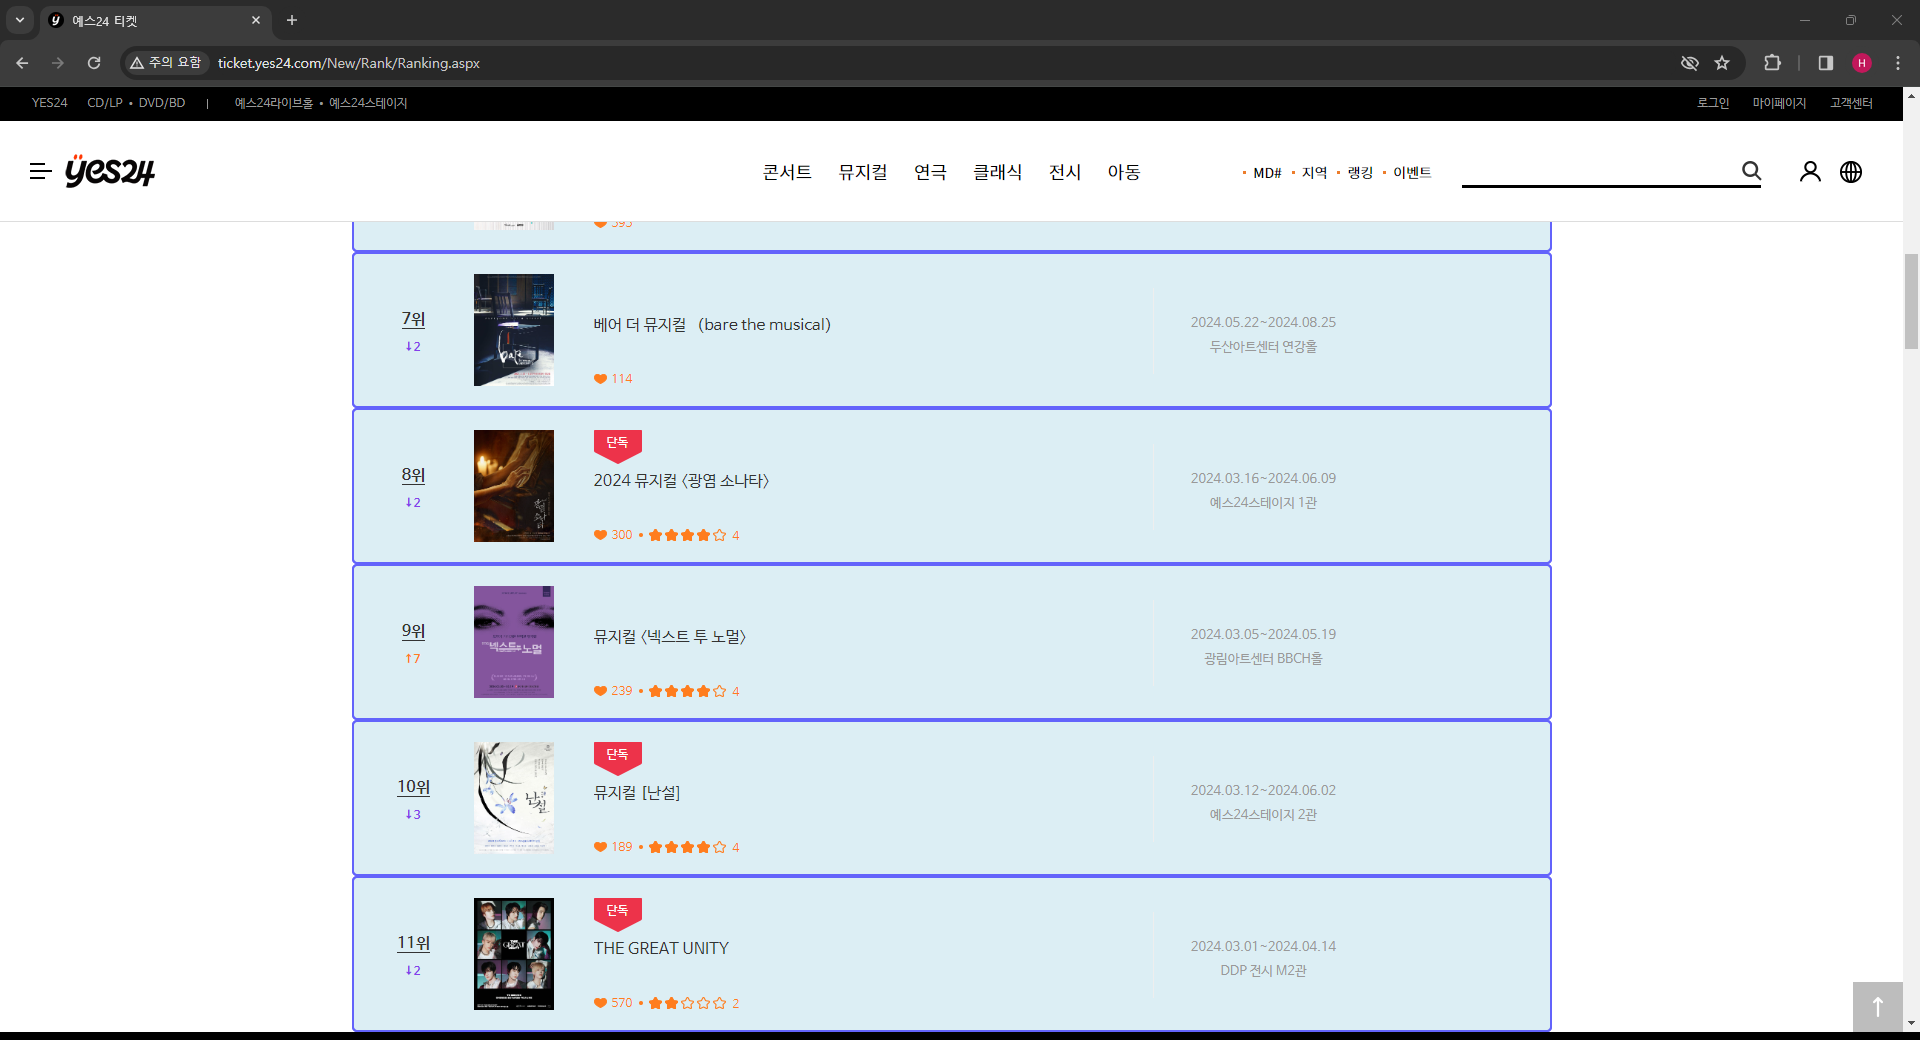 예스24 티켓
주의 요함
ticket.yes24.com/New/Rank/Ranking.aspx
H
YES24 CD/LP • DVD/BD | 예스24라이브홀 • 예스24스테이지
로그인 마이페이지 고객센터
yes24
콘서트 뮤지컬 연극 클래식 전시 아동
• MD# • 지역 • 랭킹 • 이벤트
7위
↓2
bare
베어 더 뮤지컬 (bare the musical)
114
2024.05.22~2024.08.25
두산아트센터 연강홀
8위
↓2
단독
2024 뮤지컬 〈광염 소나타〉
300 • 4
2024.03.16~2024.06.09
예스24스테이지 1관
9위
↑7
넥스트 투 노멀
뮤지컬 〈넥스트 투 노멀〉
239 • 4
2024.03.05~2024.05.19
광림아트센터 BBCH홀
10위
↓3
난설
단독
뮤지컬 [난설]
189 • 4
2024.03.12~2024.06.02
예스24스테이지 2관
11위
↓2
단독
THE GREAT UNITY
570 • 2
2024.03.01~2024.04.14
DDP 전시 M2관